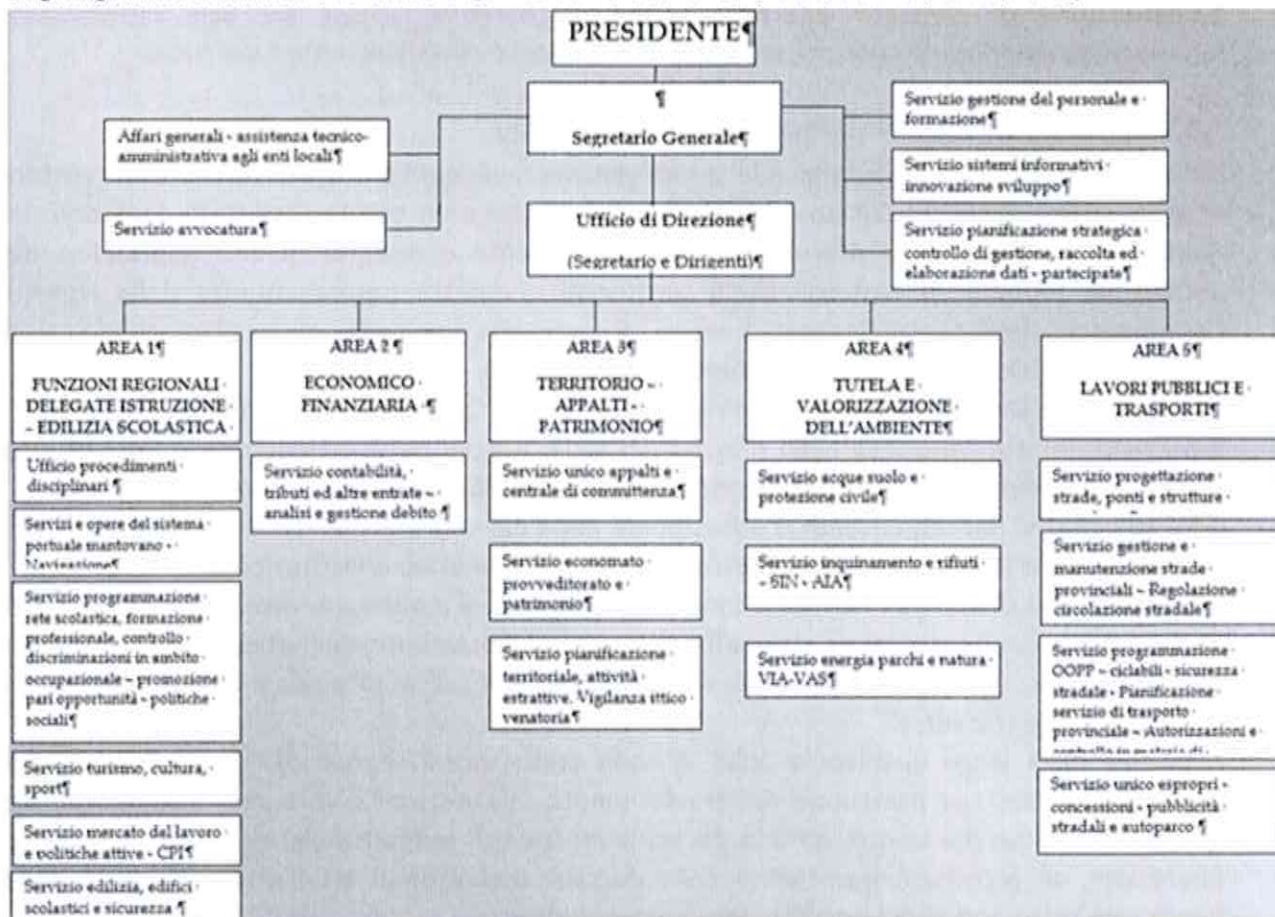 PRESIDENTE¶
¶
Segretario Generale¶
Affari generali - assistenza tecnico-
amministrativa agli enti locali¶
Servizio avvocatura¶
Servizio gestione del personale e·
formazione¶
Servizio sistemi informativi·
innovazione sviluppo¶
Servizio pianificazione strategica·
controllo di gestione, raccolta ed·
elaborazione dati - partecipate¶
Ufficio di Direzione¶
(Segretario e Dirigenti)¶
AREA 1¶
FUNZIONI REGIONALI·
DELEGATE ISTRUZIONE·
– EDILIZIA SCOLASTICA
Ufficio procedimenti·
disciplinari ¶
Servizi e opere del sistema·
portuale mantovano -·
Navigazione¶
Servizio programmazione·
rete scolastica, formazione·
professionale, controllo·
discriminazioni in ambito·
occupazionale – promozione·
pari opportunità - politiche·
sociali¶
Servizio turismo, cultura,·
sport¶
Servizio mercato del lavoro·
e politiche attive - CPI¶
Servizio edilizia, edifici·
scolastici e sicurezza ¶
AREA 2 ¶
ECONOMICO·
FINANZIARIA·¶
Servizio contabilità,·
tributi ed altre entrate –·
analisi e gestione debito·¶
AREA 3¶
TERRITORIO –·
APPALTI -·
PATRIMONIO¶
Servizio unico appalti e·
centrale di committenza¶
Servizio economato·
provveditorato e·
patrimonio¶
Servizio pianificazione·
territoriale, attività·
estrattive. Vigilanza ittico·
venatoria¶
AREA 4¶
TUTELA E·
VALORIZZAZIONE·
DELL'AMBIENTE¶
Servizio acque suolo e·
protezione civile¶
Servizio inquinamento e rifiuti·
– SIN - AIA¶
Servizio energia parchi e natura·
VIA-VAS¶
AREA 5¶
LAVORI PUBBLICI E·
TRASPORTI¶
Servizio progettazione·
strade, ponti e strutture·
Servizio gestione e·
manutenzione strade·
provinciali – Regolazione·
circolazione stradale¶
Servizio programmazione·
OOPP – ciclabili - sicurezza·
stradale - Pianificazione·
servizio di trasporto·
provinciale – Autorizzazioni e·
controllo in materia di·
Servizio unico espropri -·
concessioni - pubblicità·
stradali e autoparco ¶